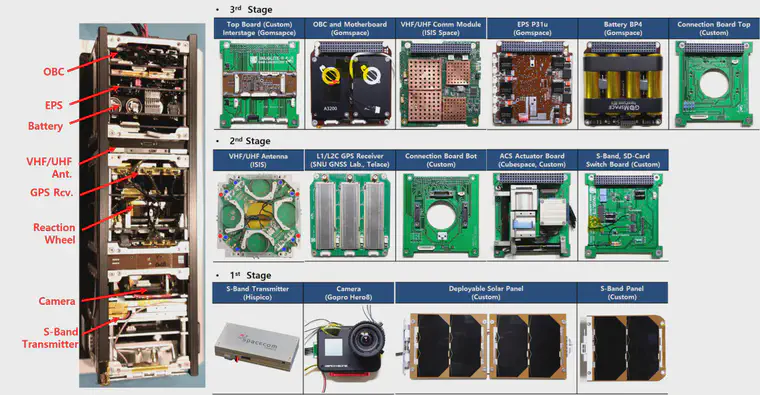 OBC
EPS
Battery
VHF/UHF
Ant.
GPS Rcv.
Reaction
Wheel
Camera
S-Band
Transmitter
• 3rd Stage
Top Board (Custom)
Interstage (Gomsapce)
OBC and Motherboard
(Gomspace)
VHF/UHF Comm Module
(ISIS Space)
EPS P31u
(Gomspace)
Battery BP4
(Gomspace)
Connection Board Top
(Custom)
A3200
• 2nd Stage
VHF/UHF Antenna
(ISIS)
L1/L2C GPS Receiver
(SNU GNSS Lab., Telace)
Connection Board Bot
(Custom)
ACS Actuator Board
(Cubespace, Custom)
S-Band, SD-Card
Switch Board (Custom)
• 1st Stage
S-Band Transmitter
(Hispico)
Camera
(Gopro Hero8)
Deployable Solar Panel
(Custom)
S-Band Panel
(Custom)